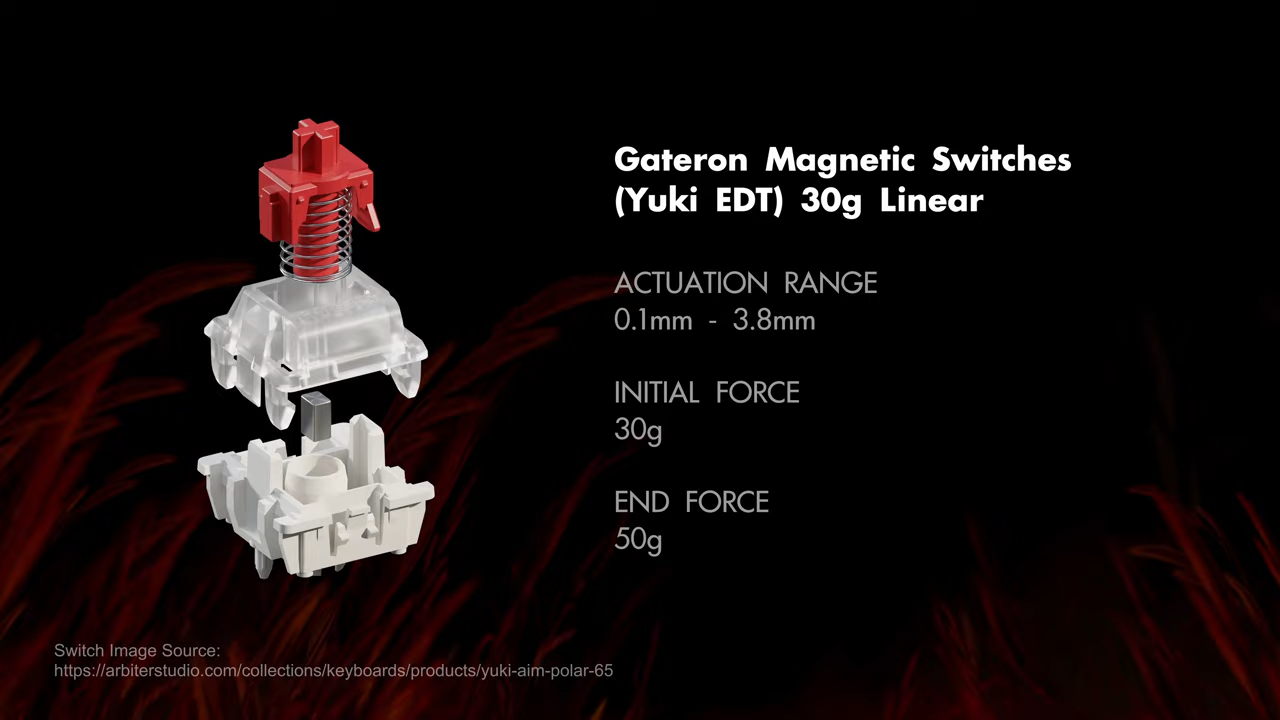 Gateron Magnetic Switches
(Yuki EDT) 30g Linear
ACTUATION RANGE
0.1mm - 3.8mm
INITIAL FORCE
30g
END FORCE
50g
Switch Image Source:
https://arbiterstudio.com/collections/keyboards/products/yuki-aim-polar-65